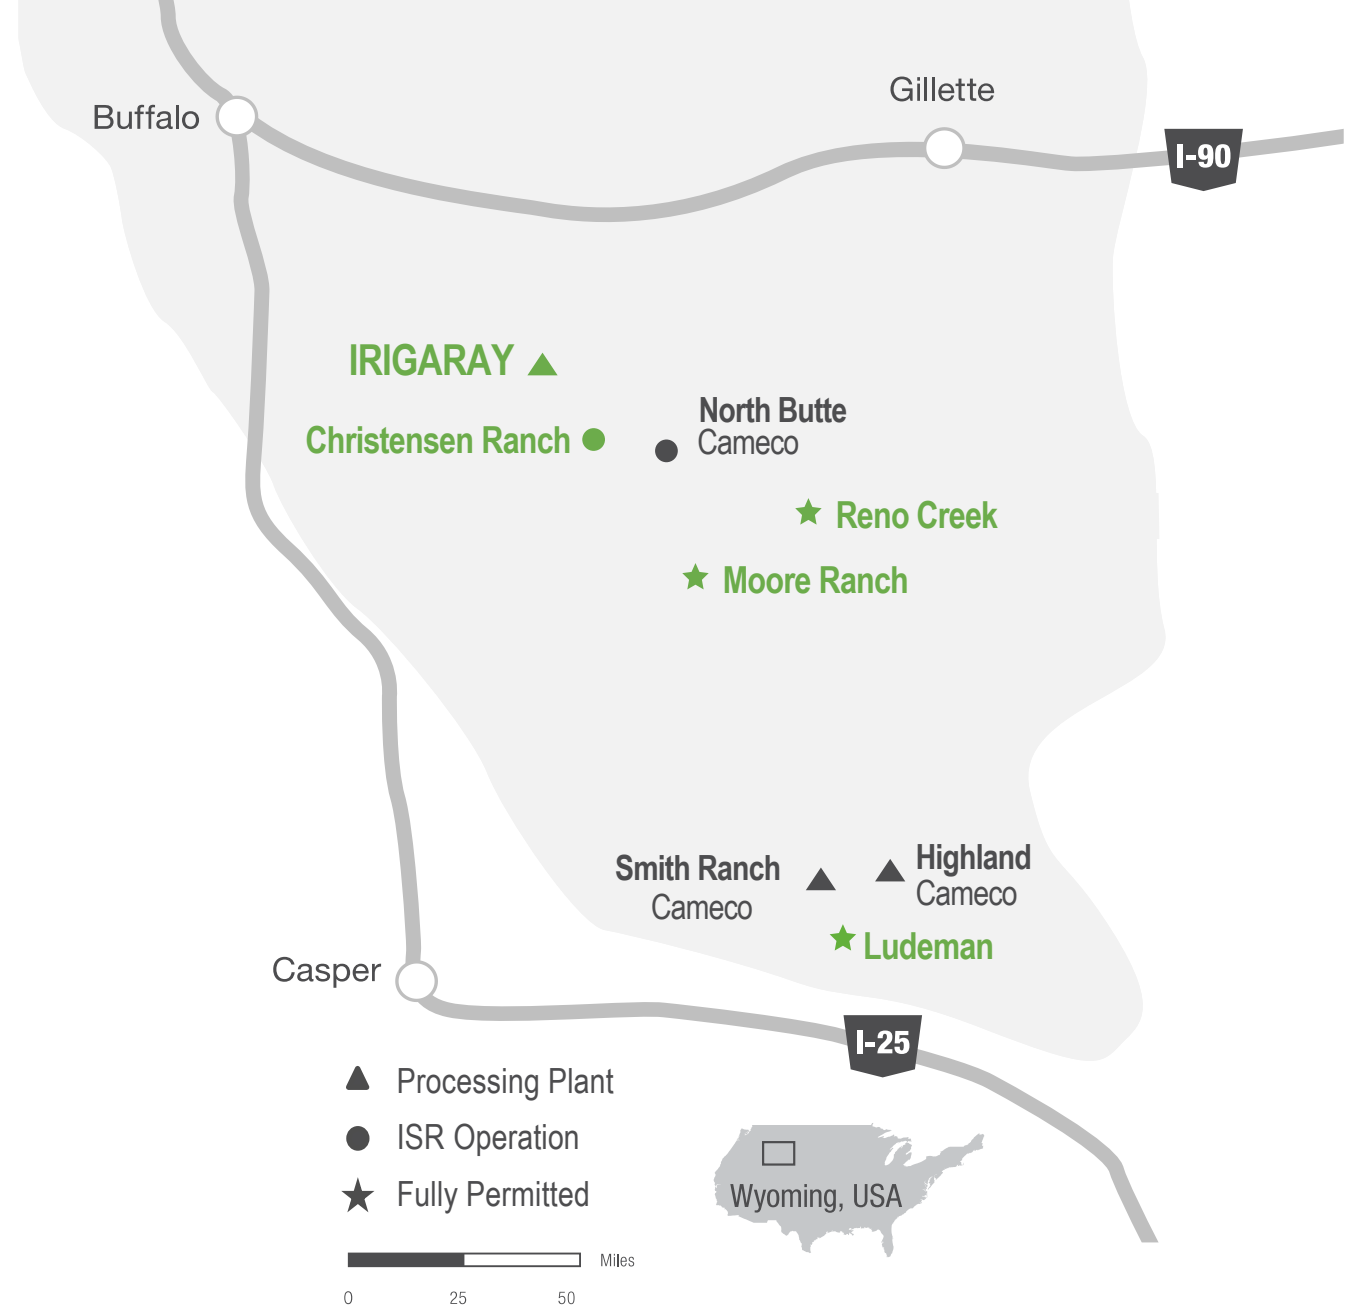 Gillette
Buffalo
I-90
IRIGARAY
North Butte
Cameco
Christensen Ranch
Reno Creek
Moore Ranch
Highland
Cameco
Smith Ranch
Cameco
Ludeman
Casper
I-25
Processing Plant
ISR Operation
Fully Permitted
Wyoming, USA
Miles
0 25 50